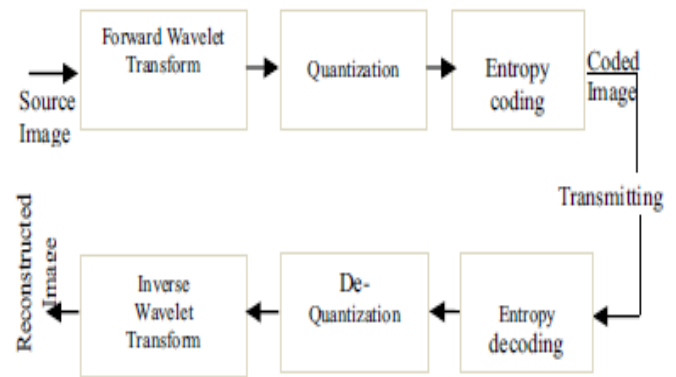 Forward Wavelet
Transform
Quantization
Entropy
coding
Coded
Image
Source
Image
Transmitting
Reconstructed
Image
Inverse
Wavelet
Transform
De-
Quantization
Entropy
decoding